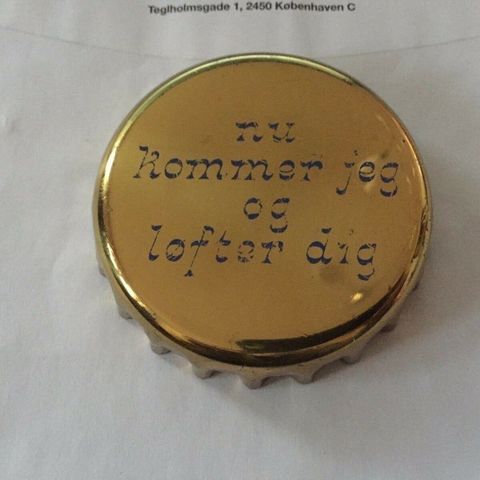 Teglholmsgade 1, 2450 København C
nu
kommer jeg
og
løfter dig